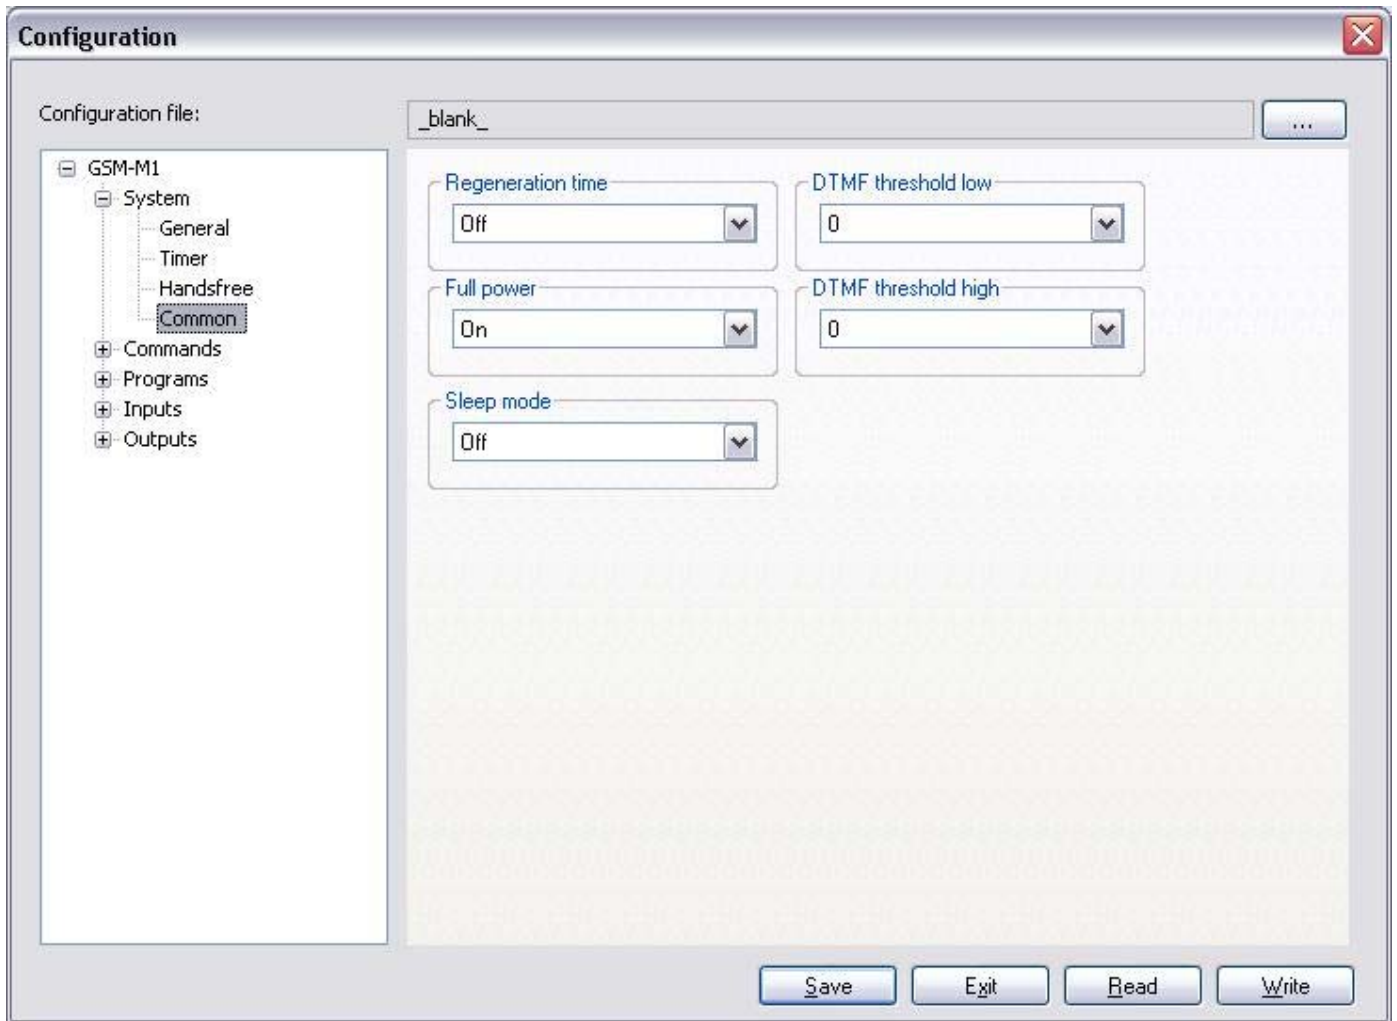 Configuration
Configuration file:
_blank_
...
GSM-M1
System
General
Timer
Handsfree
Common
Commands
Programs
Inputs
Outputs
Regeneration time
Off
DTMF threshold low
0
Full power
On
DTMF threshold high
0
Sleep mode
Off
Save
Exit
Read
Write